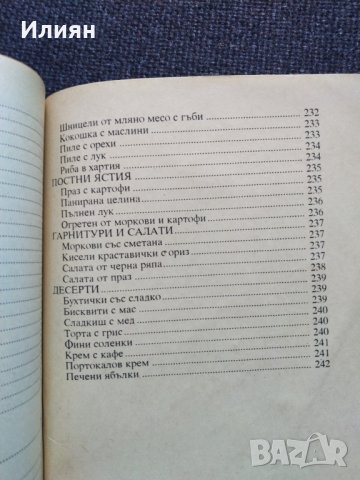 Илиян
Шницели от мляно месо с гъби 232
Кокошка с маслини 233
Пиле с орехи 233
Пиле с лук 234
Риба в хартия 234
ПОСТНИ ЯСТИЯ 235
Праз с картофи 235
Панирана целина 235
Пълнен лук 236
Огретен от моркови и картофи 236
ГАРНИТУРИ И САЛАТИ 237
Моркови със сметана 237
Кисели краставички с ориз 237
Салата от черна ряпа 237
Салата от праз 238
ДЕСЕРТИ 239
Бухтички със сладко 239
Бисквити с мас 239
Сладкиш с мед 240
Торта с грис 240
Фини соленки 240
Крем с кафе 241
Портокалов крем 241
Печени ябълки 242
BAZAR